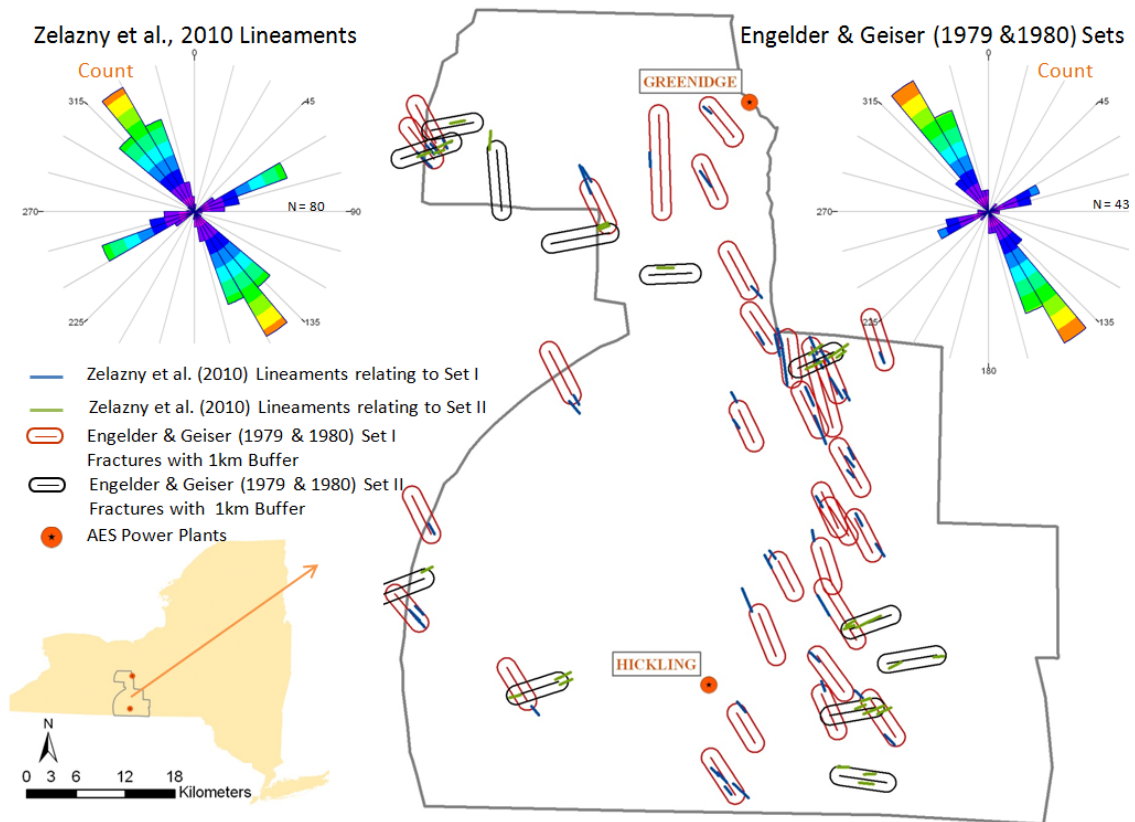 Zelazny et al., 2010 Lineaments
Count
0
315
45
270
N = 80
90
225
135
Engelder & Geiser (1979 &1980) Sets
Count
0
315
45
270
N = 43
225
135
180
GREENIDGE
HICKLING
Zelazny et al. (2010) Lineaments relating to Set I
Zelazny et al. (2010) Lineaments relating to Set II
Engelder & Geiser (1979 & 1980) Set I
Fractures with 1km Buffer
Engelder & Geiser (1979 & 1980) Set II
Fractures with 1km Buffer
AES Power Plants
N
0 3 6 12 18
Kilometers